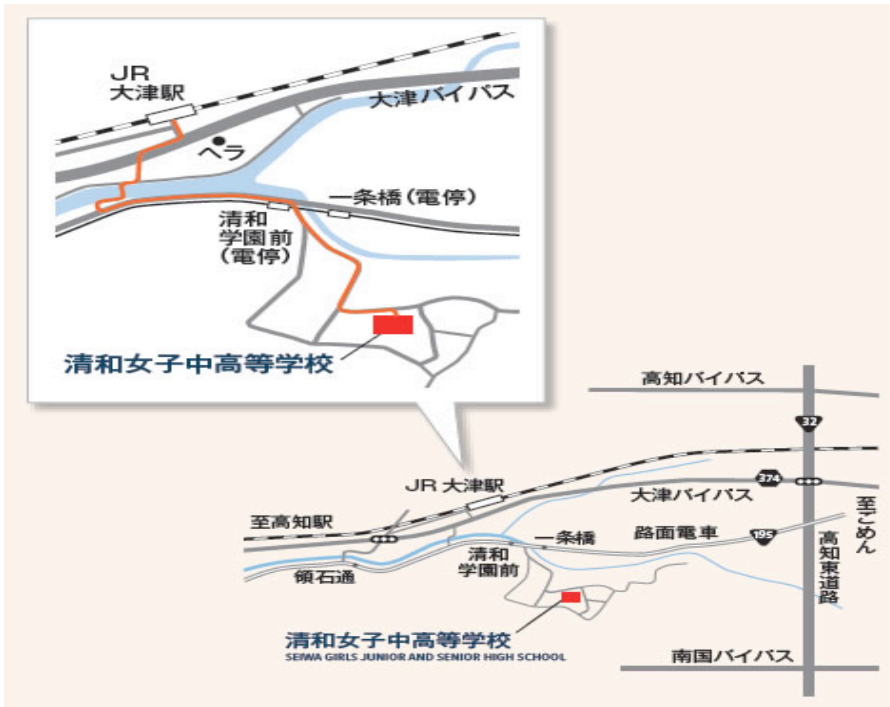 JR
大津駅
大津バイパス
ヘラ
一条橋(電停)
清和
学園前
(電停)
清和女子中高等学校
高知バイパス
32
JR 大津駅
374
大津バイパス
至ごめん
至高知駅
一条橋
路面電車
195
清和
学園前
領石通
高知東道路
清和女子中高等学校
SEIWA GIRLS JUNIOR AND SENIOR HIGH SCHOOL
南国バイパス